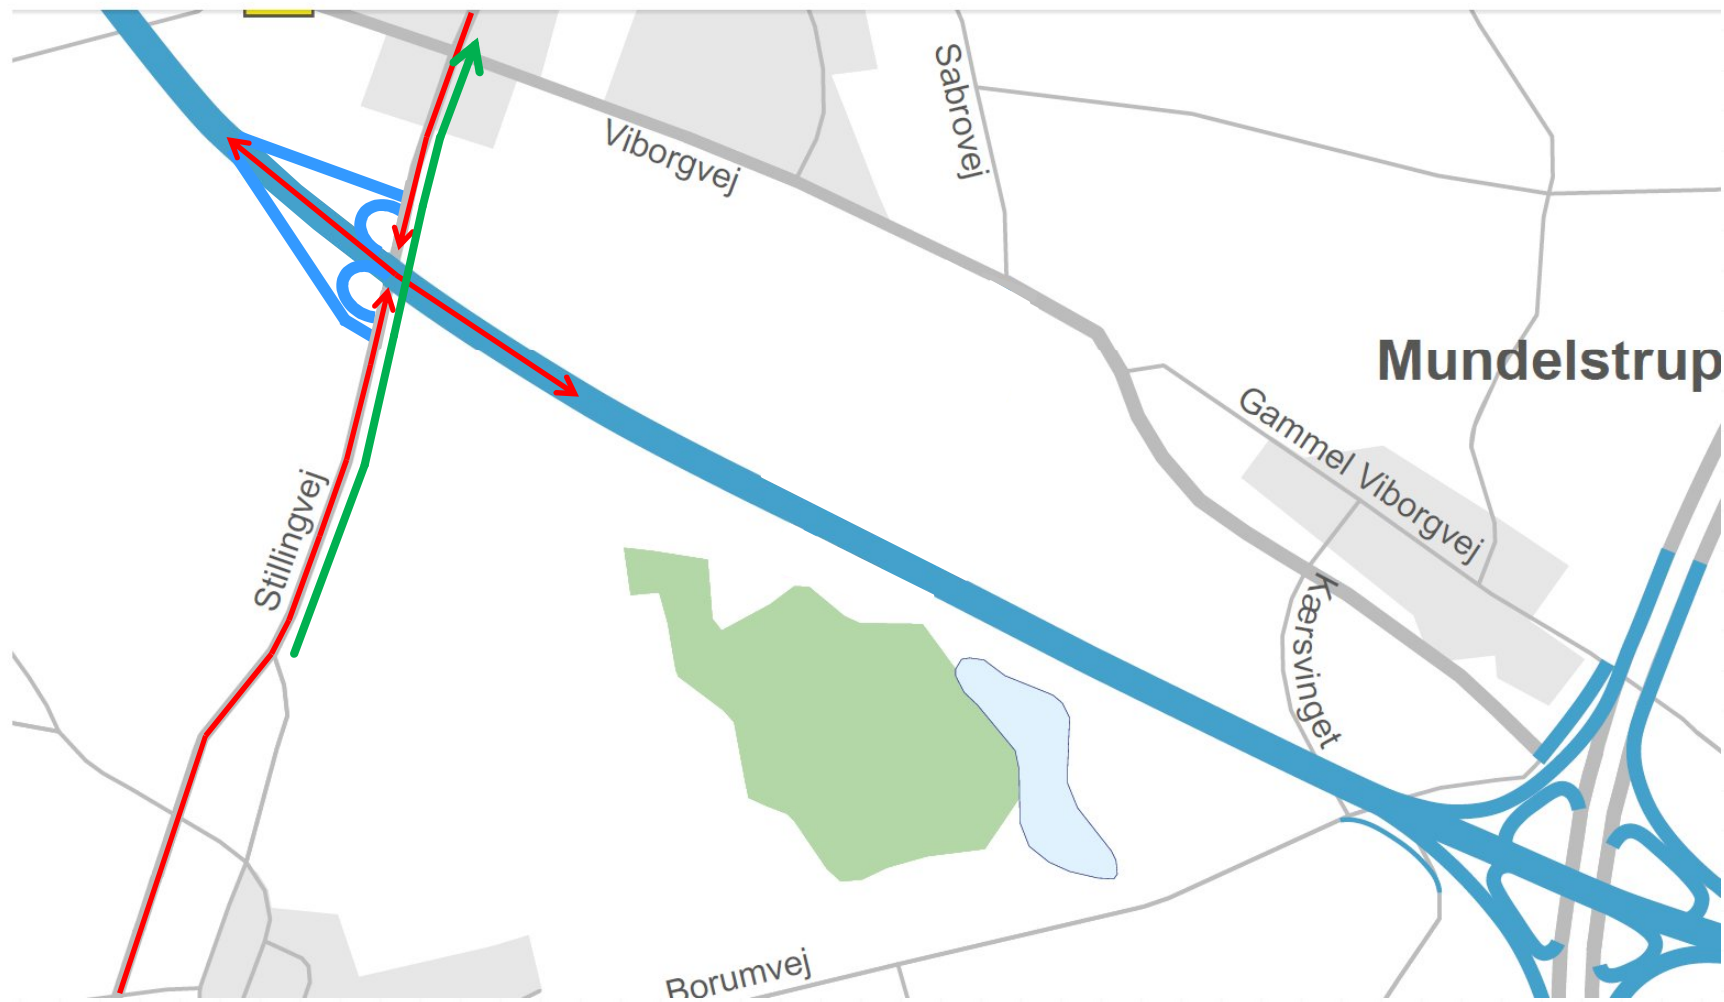 Sabrovej
Viborgvej
Mundelstrup
Gammel Viborgvej
Stillingvej
Kærsvinget
Borumvej